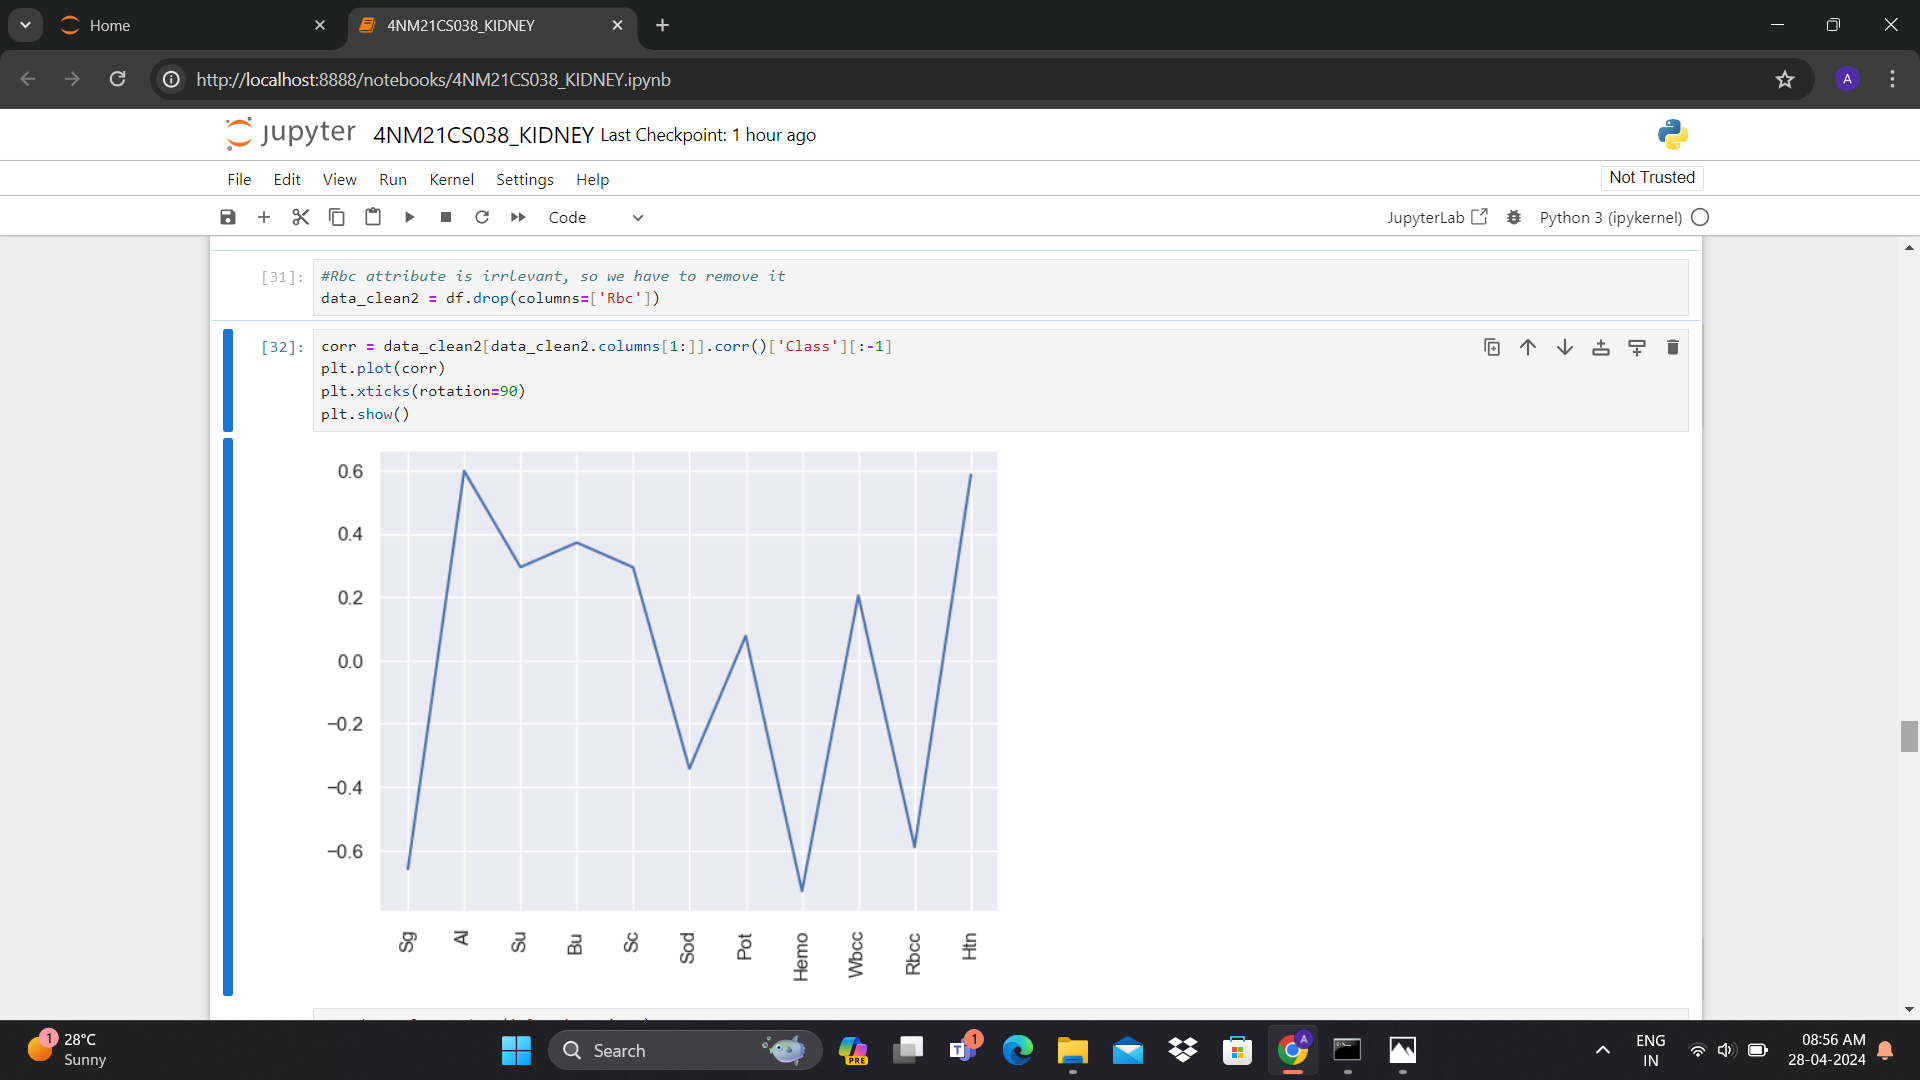 Home
4NM21CS038_KIDNEY
http://localhost:8888/notebooks/4NM21CS038_KIDNEY.ipynb
A
jupyter 4NM21CS038_KIDNEY Last Checkpoint: 1 hour ago
File Edit View Run Kernel Settings Help
Not Trusted
Code
JupyterLab
Python 3 (ipykernel)
[31]:
#Rbc attribute is irrlevant, so we have to remove it
data_clean2 = df.drop(columns=['Rbc'])
[32]:
corr = data_clean2[data_clean2.columns[1:]].corr()['Class'][:-1]
plt.plot(corr)
plt.xticks(rotation=90)
plt.show()
0.6
0.4
0.2
0.0
−0.2
−0.4
−0.6
Sg Al Su Bu Sc Sod Pot Hemo Wbcc Rbcc Htn
1
28°C
Sunny
Search
PRE
T
1
A
ENG
IN
08:56 AM
28-04-2024